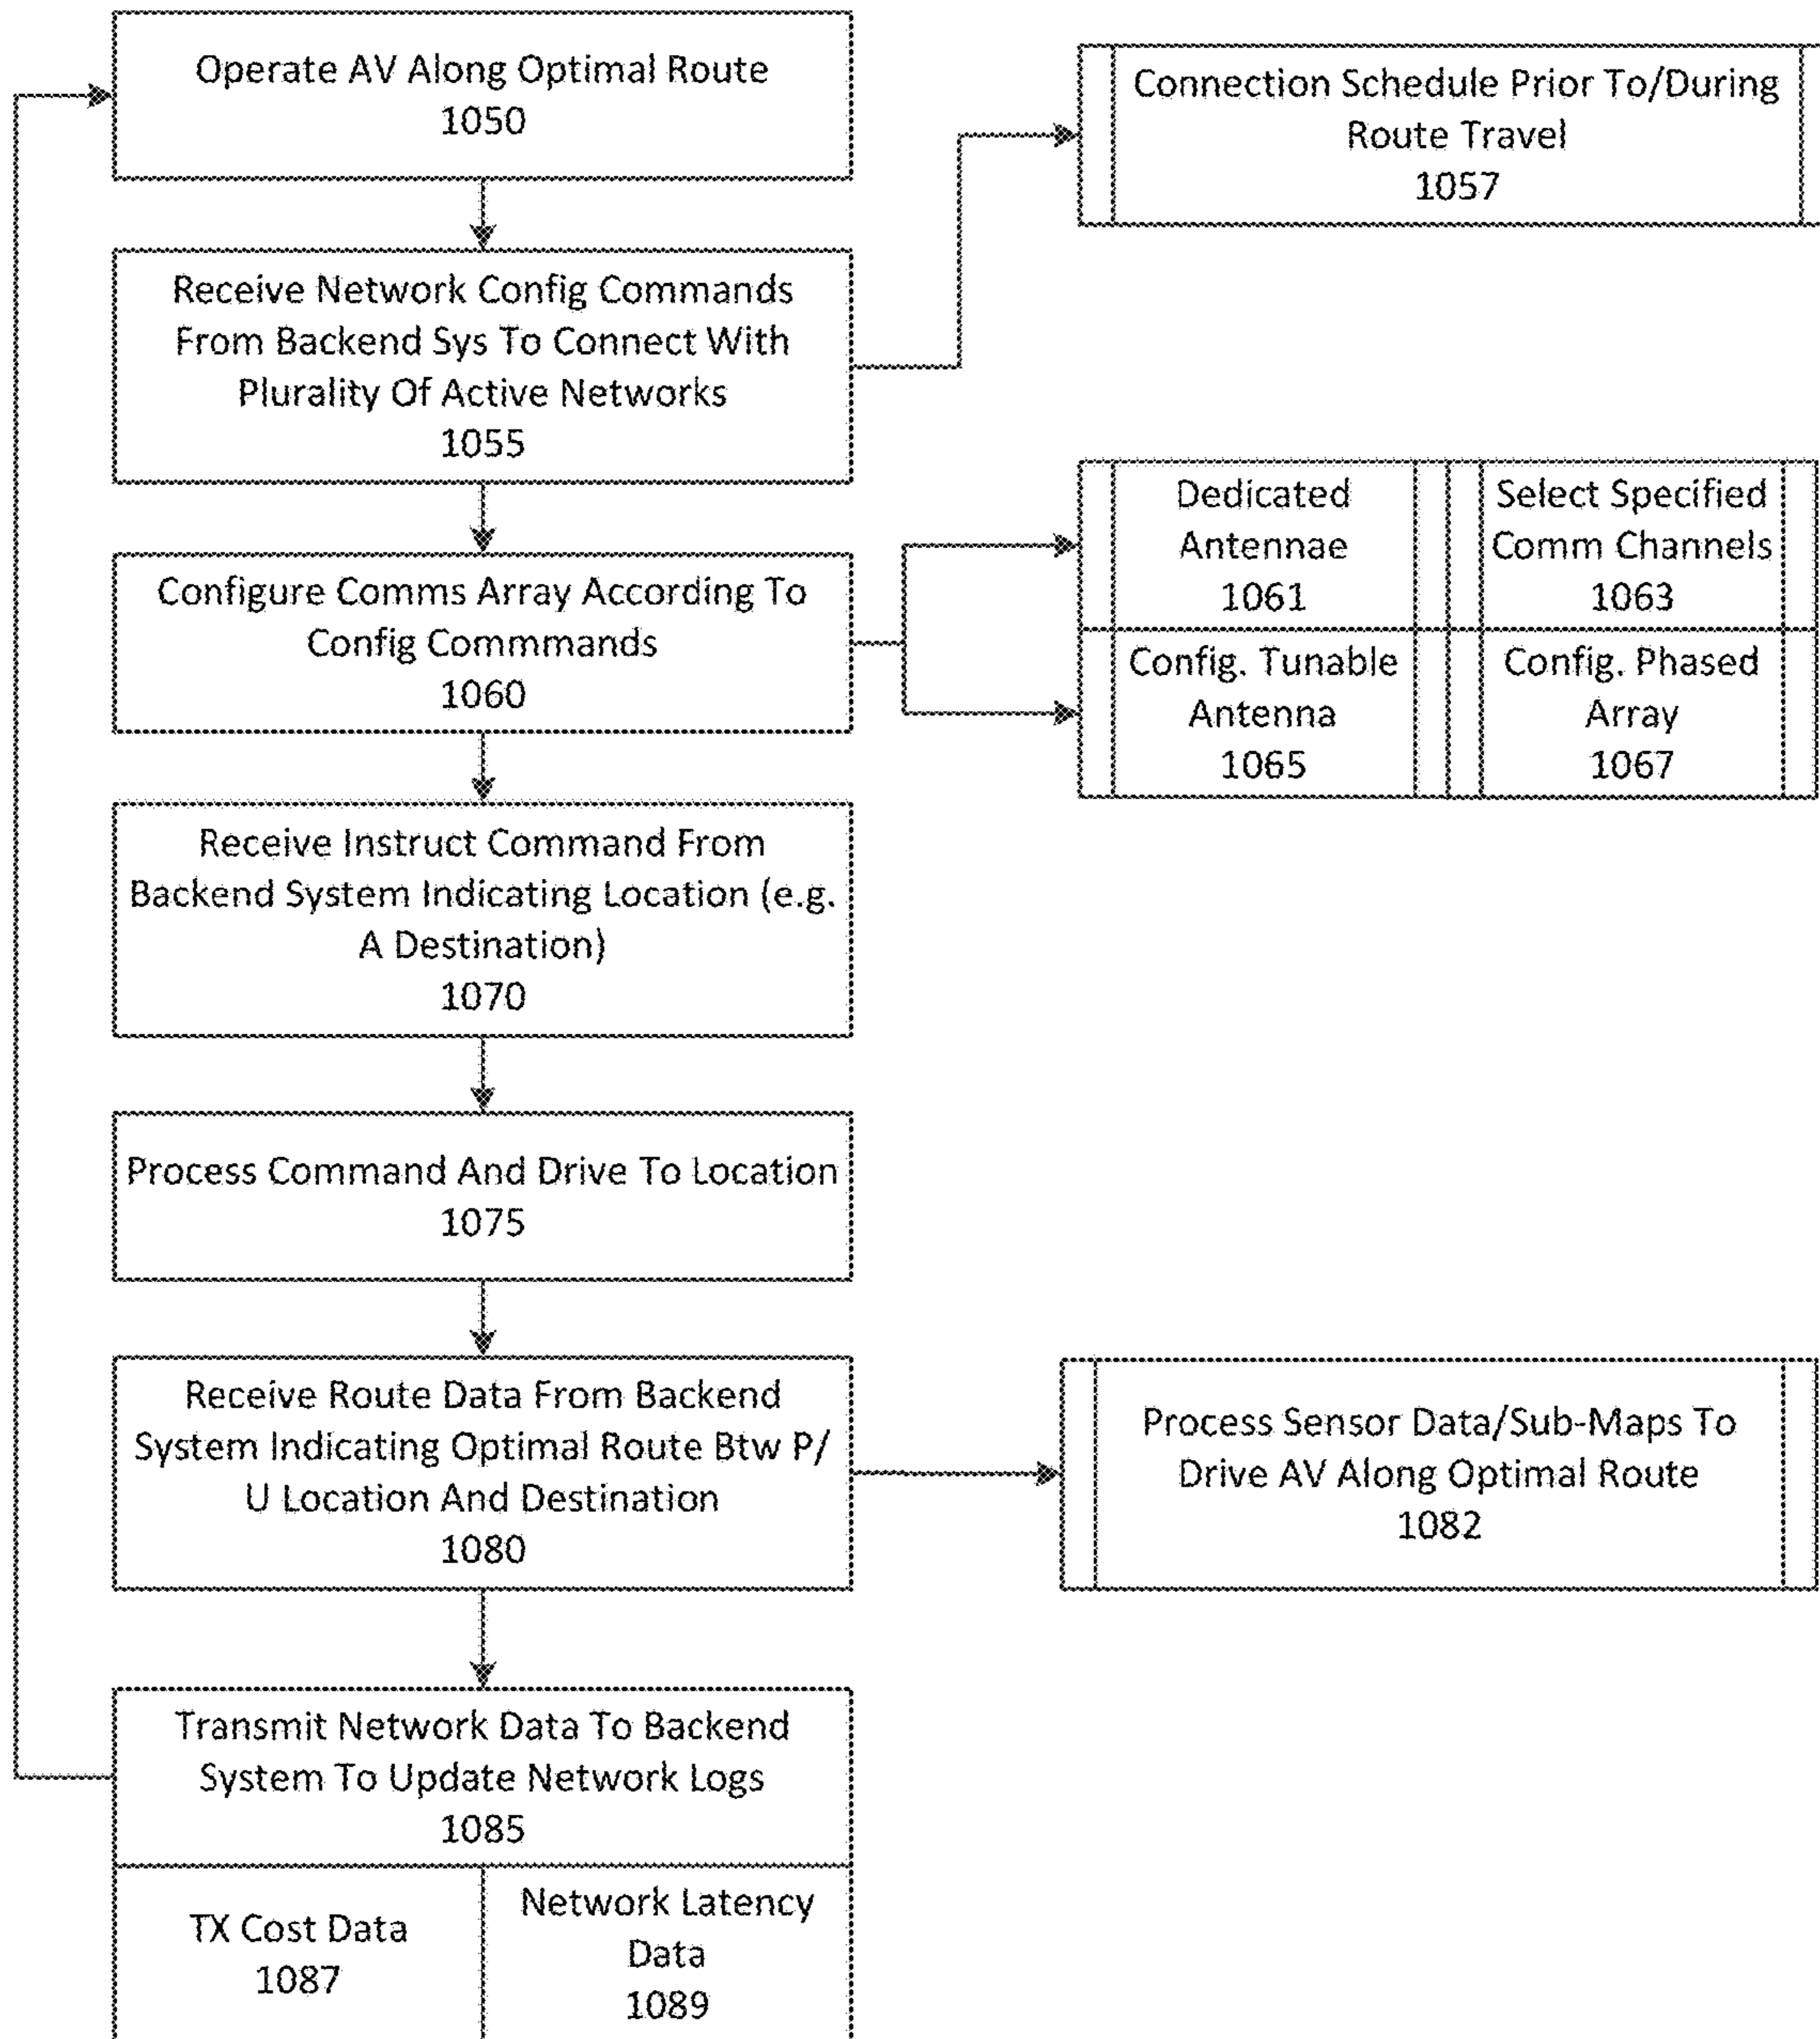 Operate AV Along Optimal Route
1050
Connection Schedule Prior To/During
Route Travel
1057
Receive Network Config Commands
From Backend Sys To Connect With
Plurality Of Active Networks
1055
Dedicated
Antennae
1061
Select Specified
Comm Channels
1063
Configure Comms Array According To
Config Commmands
1060
Config. Tunable
Antenna
1065
Config. Phased
Array
1067
Receive Instruct Command From
Backend System Indicating Location (e.g.
A Destination)
1070
Process Command And Drive To Location
1075
Receive Route Data From Backend
System Indicating Optimal Route Btw P/
U Location And Destination
1080
Process Sensor Data/Sub-Maps To
Drive AV Along Optimal Route
1082
Transmit Network Data To Backend
System To Update Network Logs
1085
TX Cost Data
1087
Network Latency
Data
1089